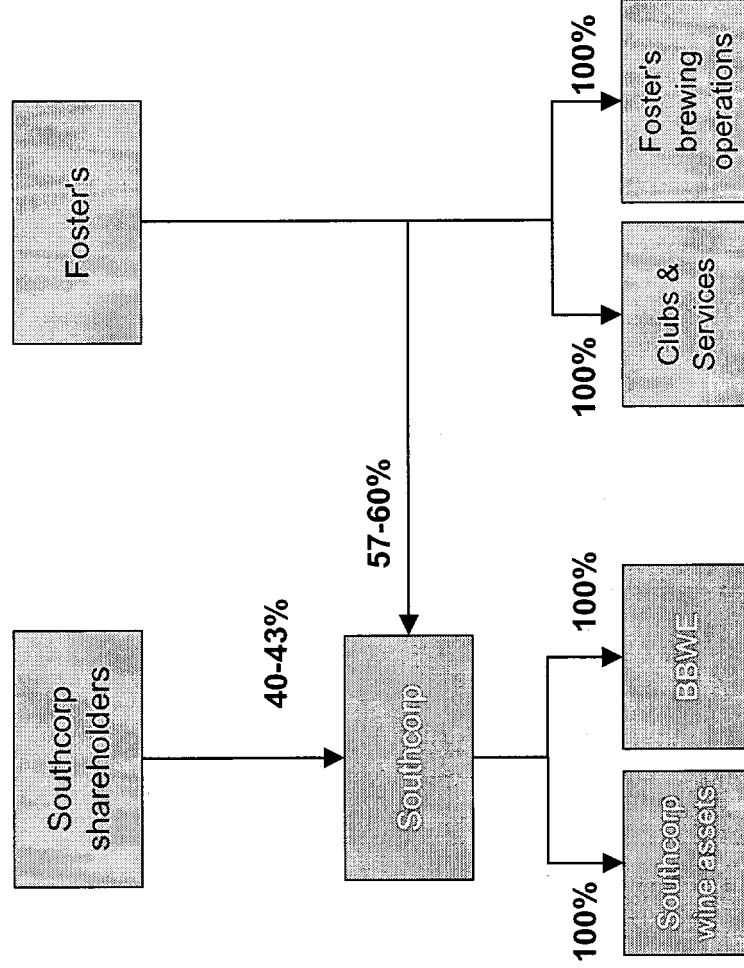 Southcorp
shareholders
Foster's
40-43%
57-60%
Southcorp
100%
100%
100%
100%
Southcorp
wine assets
BBWE
Clubs &
Services
Foster's
brewing
operations